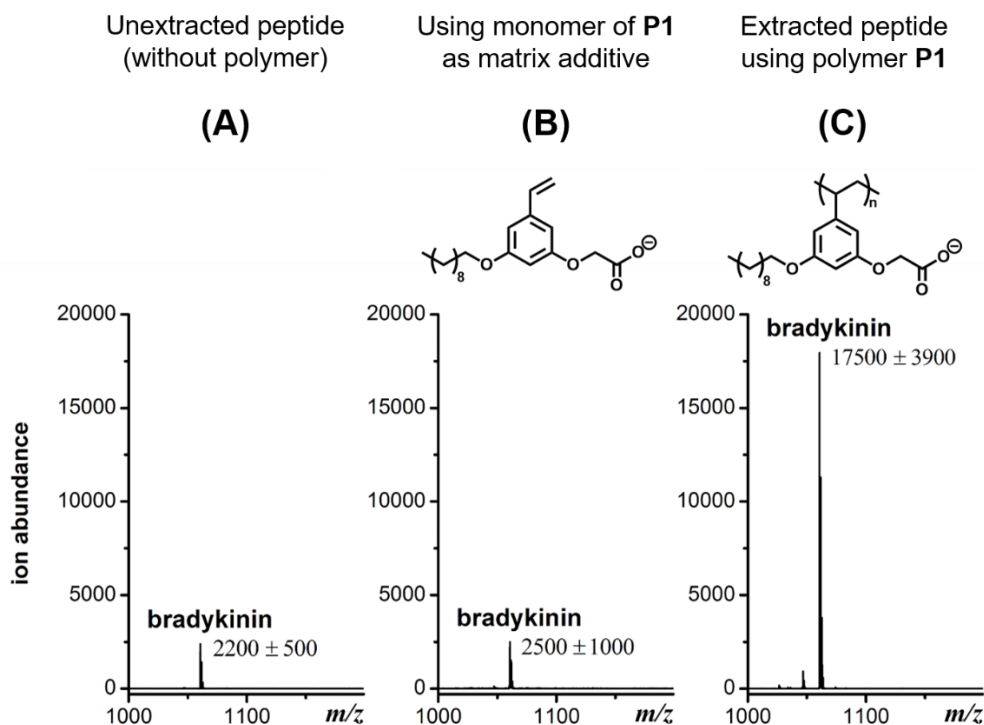 Unextracted peptide
(without polymer)
(A)
Using monomer of P1
as matrix additive
(B)
Extracted peptide
using polymer P1
(C)
( )8
O
O
O
O⊖
( )n
( )8
O
O
O
O⊖
ion abundance
20000
15000
10000
5000
0
bradykinin
2200 ± 500
1000 1100 m/z
20000
15000
10000
5000
0
bradykinin
2500 ± 1000
1000 1100 m/z
20000
15000
10000
5000
0
bradykinin
17500 ± 3900
1000 1100 m/z